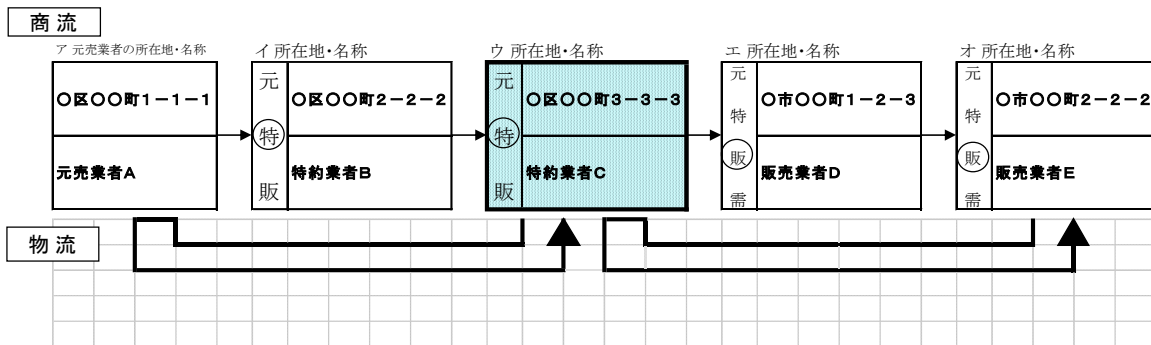 商 流
ア 元売業者の所在地・名称
イ 所在地・名称
ウ 所在地・名称
エ 所在地・名称
オ 所在地・名称
元
特
販
元
特
販
元
特
販
需
元
特
販
需
〇区〇〇町1-1-1
〇区〇〇町2-2-2
〇区〇〇町3-3-3
〇市〇〇町1-2-3
〇市〇〇町2-2-2
元売業者A
特約業者B
特約業者C
販売業者D
販売業者E
物 流